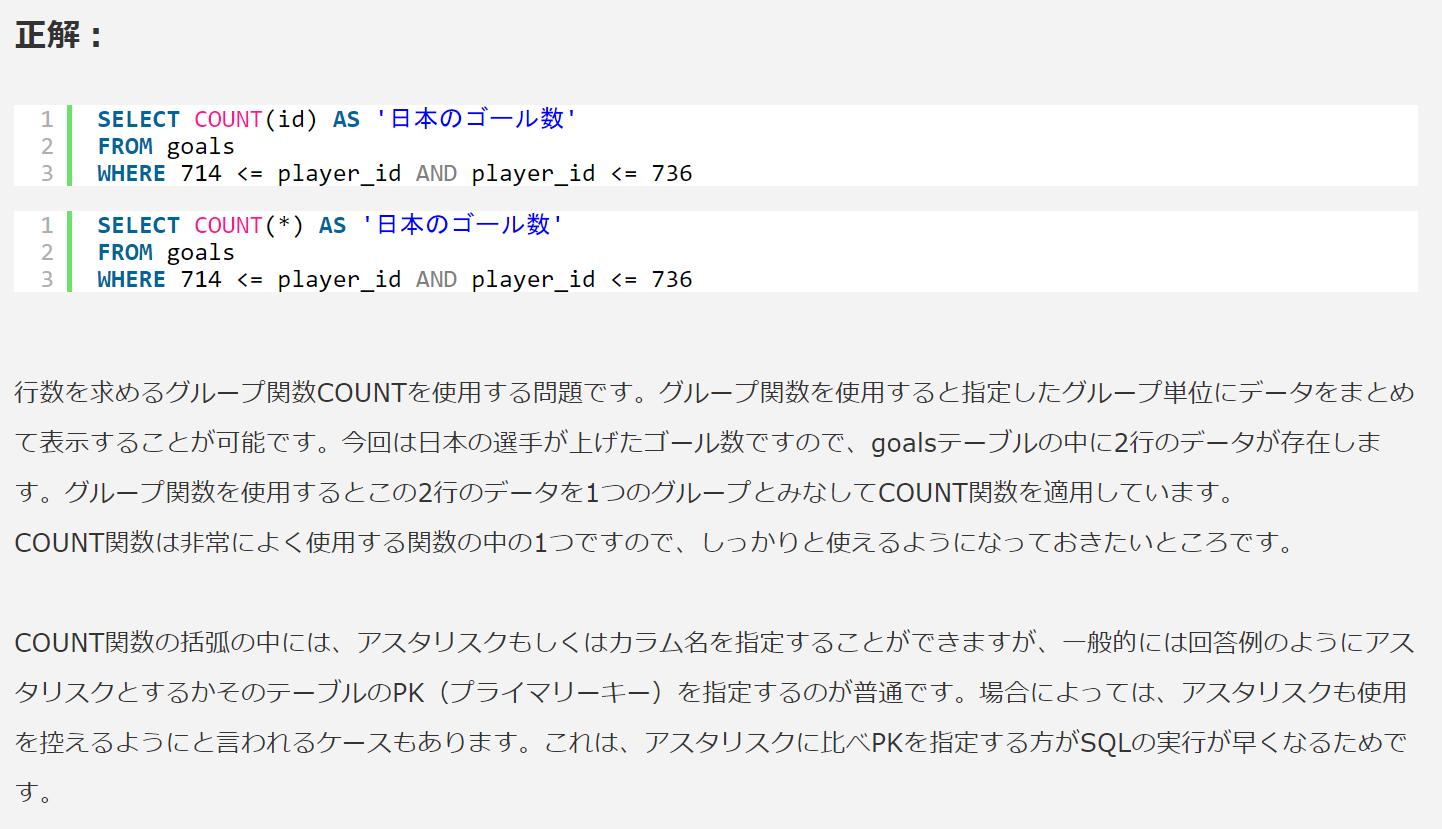 正解：
1 SELECT COUNT(id) AS '日本のゴール数'
2 FROM goals
3 WHERE 714 <= player_id AND player_id <= 736
1 SELECT COUNT(*) AS '日本のゴール数'
2 FROM goals
3 WHERE 714 <= player_id AND player_id <= 736
行数を求めるグループ関数COUNTを使用する問題です。グループ関数を使用すると指定したグループ単位にデータをまとめ
て表示することが可能です。今回は日本の選手が上げたゴール数ですので、goalsテーブルの中に2行のデータが存在しま
す。グループ関数を使用するとこの2行のデータを1つのグループとみなしてCOUNT関数を適用しています。
COUNT関数は非常によく使用する関数の中の1つですので、しっかりと使えるようになっておきたいところです。
COUNT関数の括弧の中には、アスタリスクもしくはカラム名を指定することができますが、一般的には回答例のようにアス
タリスクとするかそのテーブルのPK（プライマリーキー）を指定するのが普通です。場合によっては、アスタリスクも使用
を控えるようにと言われるケースもあります。これは、アスタリスクに比べPKを指定する方がSQLの実行が早くなるためで
す。